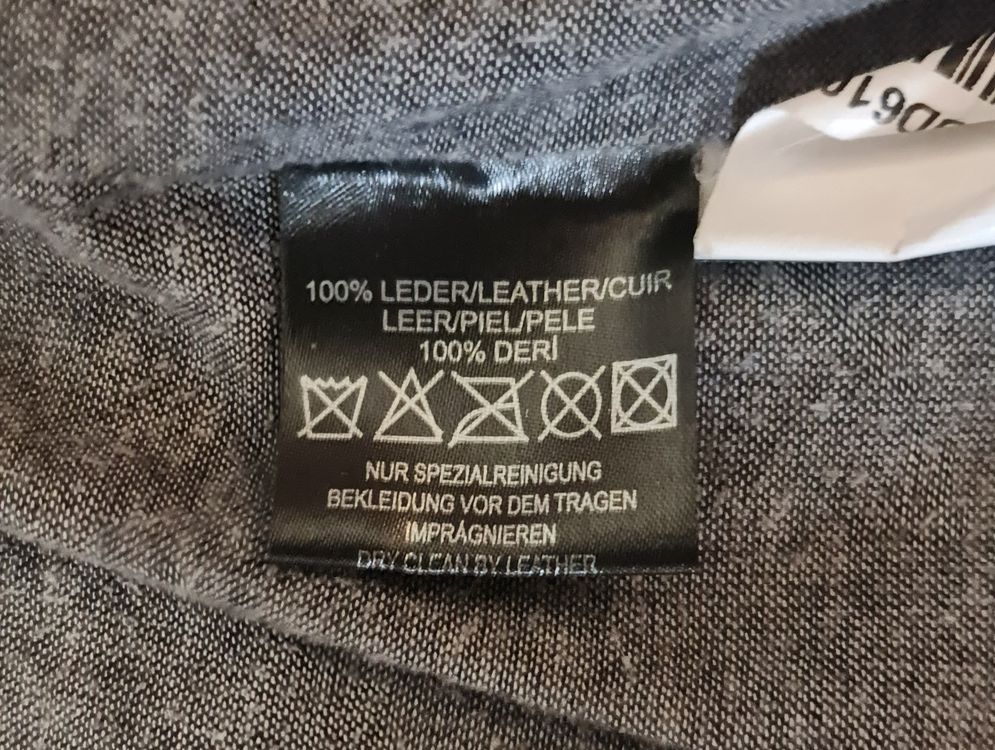 100% LEDER/LEATHER/CUIR
LEER/PIEL/PELE
100% DERİ
NUR SPEZIALREINIGUNG
BEKLEIDUNG VOR DEM TRAGEN
IMPRÄGNIEREN
DRY CLEAN BY LEATHER.